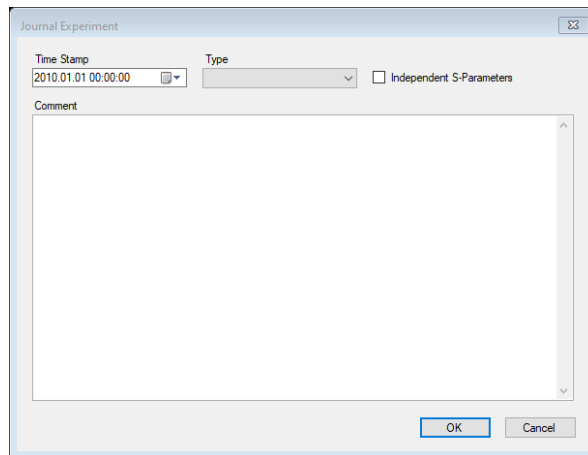 Journal Experiment
Time Stamp
Type
2010.01.01 00:00:00
Independent S-Parameters
Comment
OK
Cancel